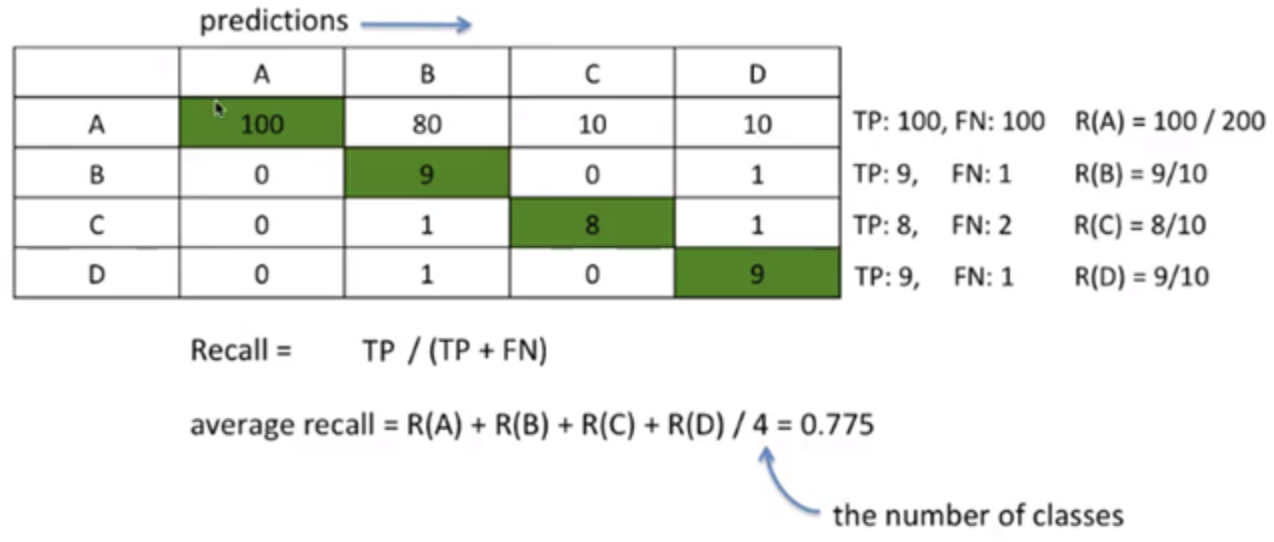 predictions
A B C D
A 100 80 10 10 TP: 100, FN: 100 R(A) = 100 / 200
B 0 9 0 1 TP: 9, FN: 1 R(B) = 9/10
C 0 1 8 1 TP: 8, FN: 2 R(C) = 8/10
D 0 1 0 9 TP: 9, FN: 1 R(D) = 9/10
Recall = TP / (TP + FN)
average recall = R(A) + R(B) + R(C) + R(D) / 4 = 0.775
the number of classes